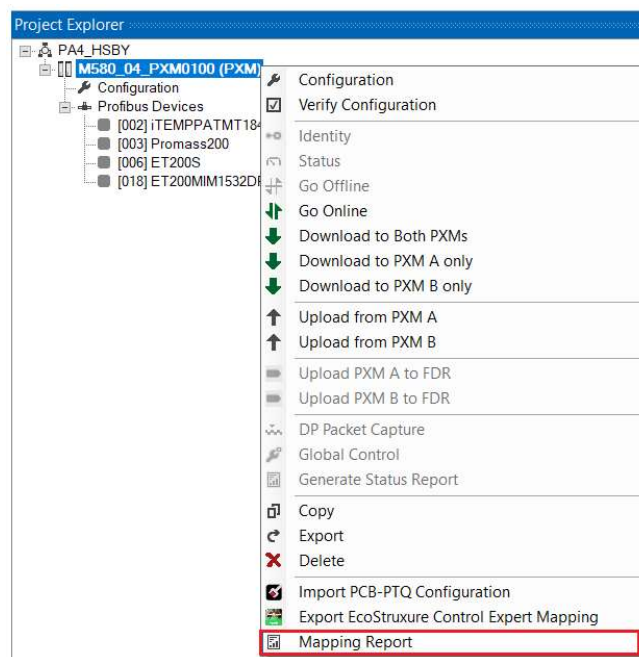 Project Explorer
PA4_HSBY
M580_04_PXM0100 (PXM)
Configuration
Profibus Devices
[002] iTEMPPATMT184
[003] Promass200
[006] ET200S
[018] ET200MIM1532DP
Configuration
Verify Configuration
Identity
Status
Go Offline
Go Online
Download to Both PXMs
Download to PXM A only
Download to PXM B only
Upload from PXM A
Upload from PXM B
Upload PXM A to FDR
Upload PXM B to FDR
DP Packet Capture
Global Control
Generate Status Report
Copy
Export
Delete
Import PCB-PTQ Configuration
Export EcoStruxure Control Expert Mapping
Mapping Report